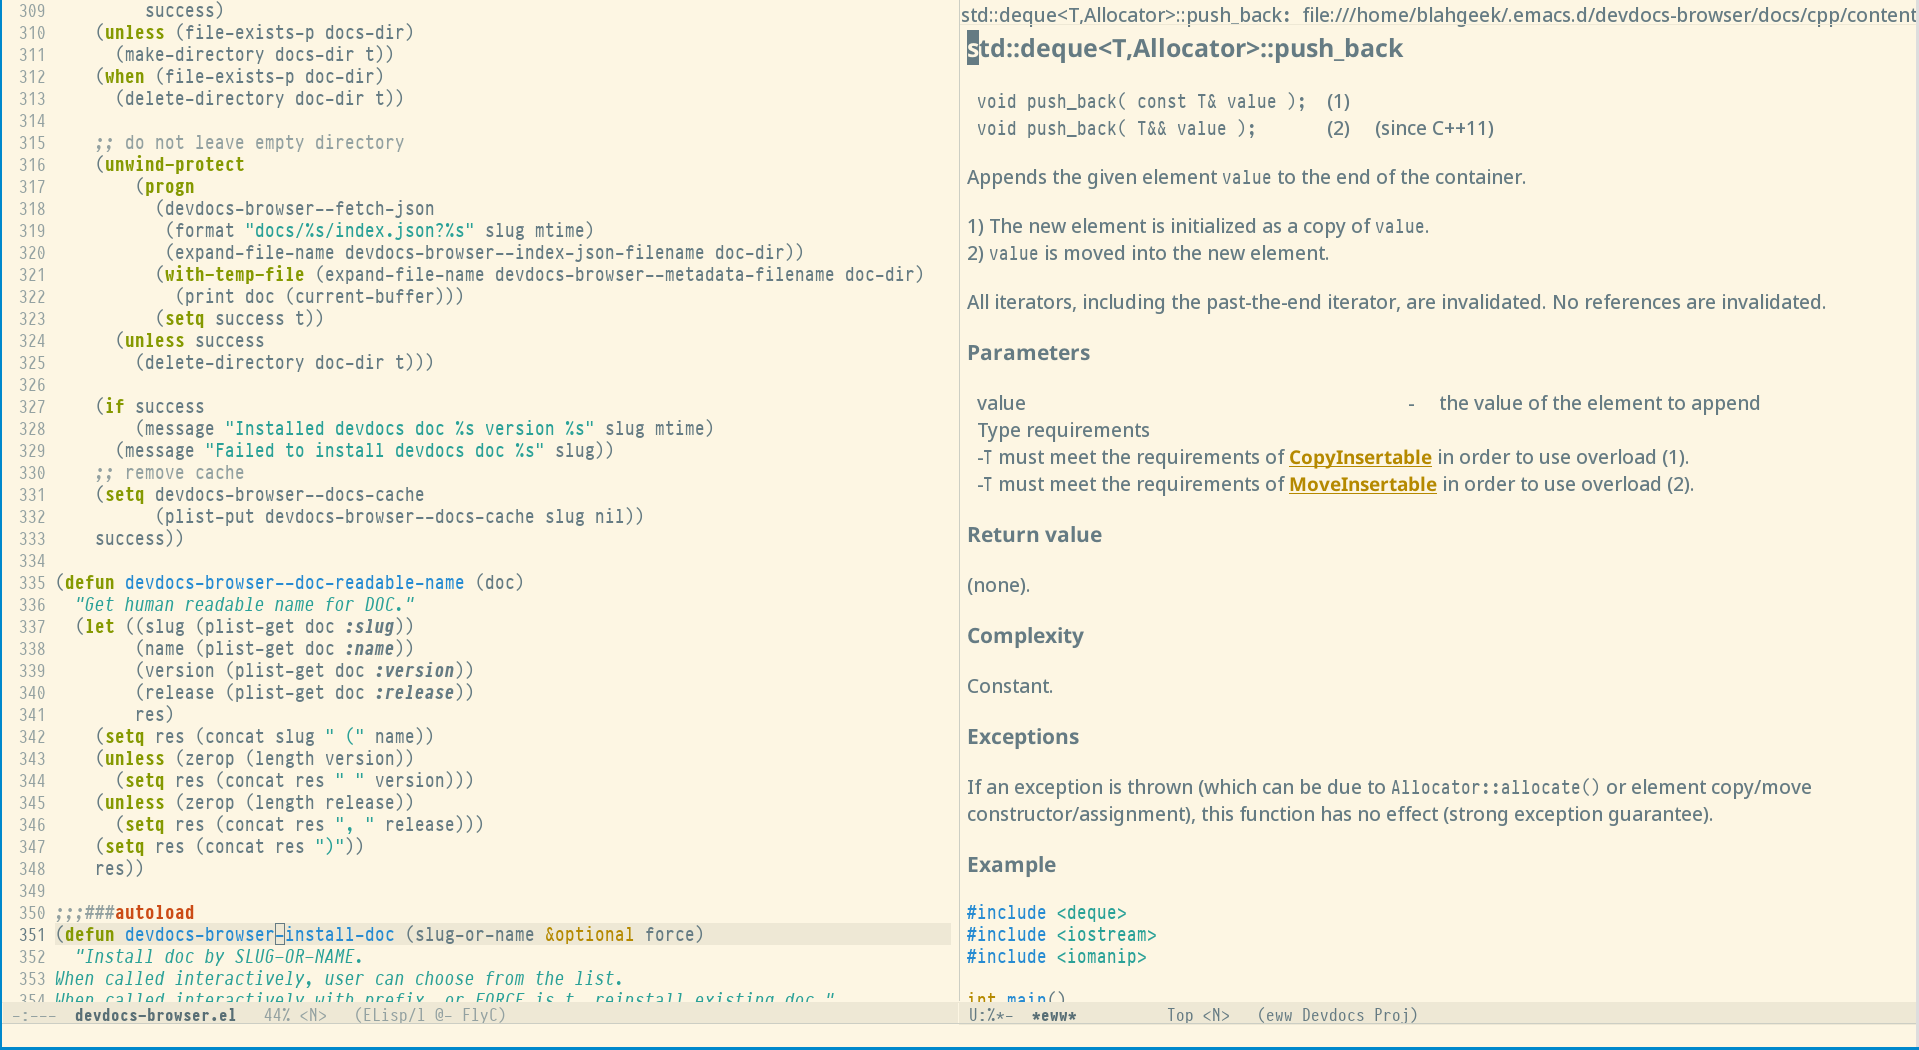 309          success)
310     (unless (file-exists-p docs-dir)
311       (make-directory docs-dir t))
312     (when (file-exists-p doc-dir)
313       (delete-directory doc-dir t))
314
315     ;; do not leave empty directory
316     (unwind-protect
317         (progn
318           (devdocs-browser--fetch-json
319            (format "docs/%s/index.json?%s" slug mtime)
320            (expand-file-name devdocs-browser--index-json-filename doc-dir))
321           (with-temp-file (expand-file-name devdocs-browser--metadata-filename doc-dir)
322             (print doc (current-buffer)))
323           (setq success t))
324       (unless success
325         (delete-directory doc-dir t)))
326
327     (if success
328         (message "Installed devdocs doc %s version %s" slug mtime)
329       (message "Failed to install devdocs doc %s" slug))
330     ;; remove cache
331     (setq devdocs-browser--docs-cache
332           (plist-put devdocs-browser--docs-cache slug nil))
333     success))
334
335 (defun devdocs-browser--doc-readable-name (doc)
336   "Get human readable name for DOC."
337   (let ((slug (plist-get doc :slug))
338         (name (plist-get doc :name))
339         (version (plist-get doc :version))
340         (release (plist-get doc :release))
341         res)
342     (setq res (concat slug " (" name))
343     (unless (zerop (length version))
344       (setq res (concat res " " version)))
345     (unless (zerop (length release))
346       (setq res (concat res ", " release)))
347     (setq res (concat res ")"))
348     res))
349
350 ;;;###autoload
351 (defun devdocs-browser-install-doc (slug-or-name &optional force)
352   "Install doc by SLUG-OR-NAME.
353 When called interactively, user can choose from the list.
354 When called interactively with prefix, or FORCE is t, reinstall existing doc."
-:---  devdocs-browser.el   44% <N>   (ELisp/l @- FlyC)
std::deque<T,Allocator>::push_back: file:///home/blahgeek/.emacs.d/devdocs-browser/docs/cpp/content
std::deque<T,Allocator>::push_back
void push_back( const T& value );  (1)
void push_back( T&& value );  (2)  (since C++11)
Appends the given element value to the end of the container.
1) The new element is initialized as a copy of value.
2) value is moved into the new element.
All iterators, including the past-the-end iterator, are invalidated. No references are invalidated.
Parameters
value - the value of the element to append
Type requirements
-T must meet the requirements of CopyInsertable in order to use overload (1).
-T must meet the requirements of MoveInsertable in order to use overload (2).
Return value
(none).
Complexity
Constant.
Exceptions
If an exception is thrown (which can be due to Allocator::allocate() or element copy/move
constructor/assignment), this function has no effect (strong exception guarantee).
Example
#include <deque>
#include <iostream>
#include <iomanip>
int main()
U:%*-  *eww*         Top <N>   (eww Devdocs Proj)